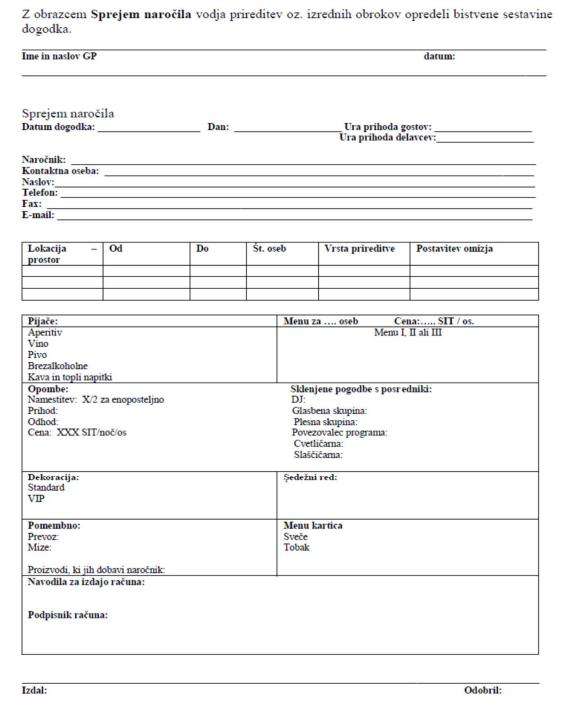 Z obrazcem Sprejem naročila vodja prireditev oz. izrednih obrokov opredeli bistvene sestavine
dogodka.
Ime in naslov GP datum:
Sprejem naročila
Datum dogodka: Dan: Ura prihoda gostov:
Ura prihoda delavcev:
Naročnik:
Kontaktna oseba:
Naslov:
Telefon:
Fax:
E-mail:
Lokacija – Od Do Št. oseb Vrsta prireditve Postavitev omizja
prostor
Pijače: Menu za …. oseb Cena:….. SIT / os.
Aperitiv Menu I, II ali III
Vino
Pivo
Brezalkoholne
Kava in topli napitki
Opombe: Sklenjene pogodbe s posredniki:
Namestitev: X/2 za enoposteljno DJ:
Prihod: Glasbena skupina:
Odhod: Plesna skupina:
Cena: XXX SIT/noč/os Povezovalec programa:
Cvetličarna:
Slaščičarna:
Dekoracija: Sedežni red:
Standard
VIP
Pomembno: Menu kartica
Prevoz: Sveče
Mize: Tobak
Proizvodi, ki jih dobavi naročnik:
Navodila za izdajo računa:
Podpisnik računa:
Izdal: Odobril: